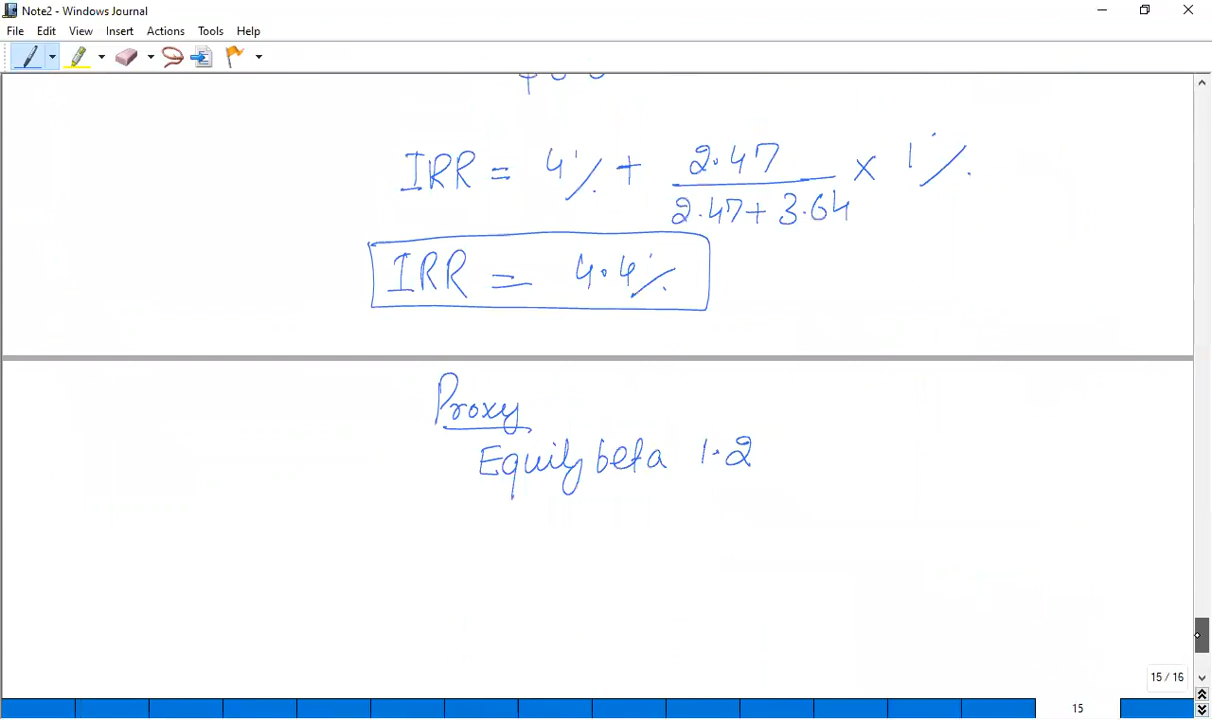 Note2 - Windows Journal
File Edit View Insert Actions Tools Help
IRR = 4% + 2.47 / 2.47 + 3.64 × 1%
IRR = 4.4%
Proxy
Equity beta 1.2
15 / 16
15